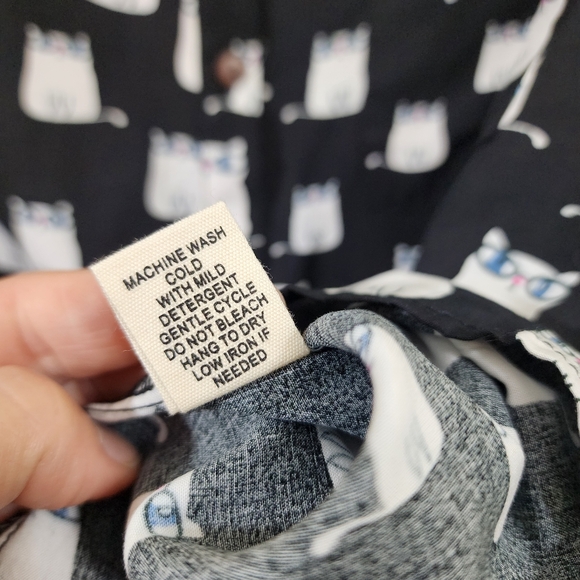 MACHINE WASH
COLD
WITH MILD
DETERGENT
GENTLE CYCLE
DO NOT BLEACH
HANG TO DRY
LOW IRON IF
NEEDED